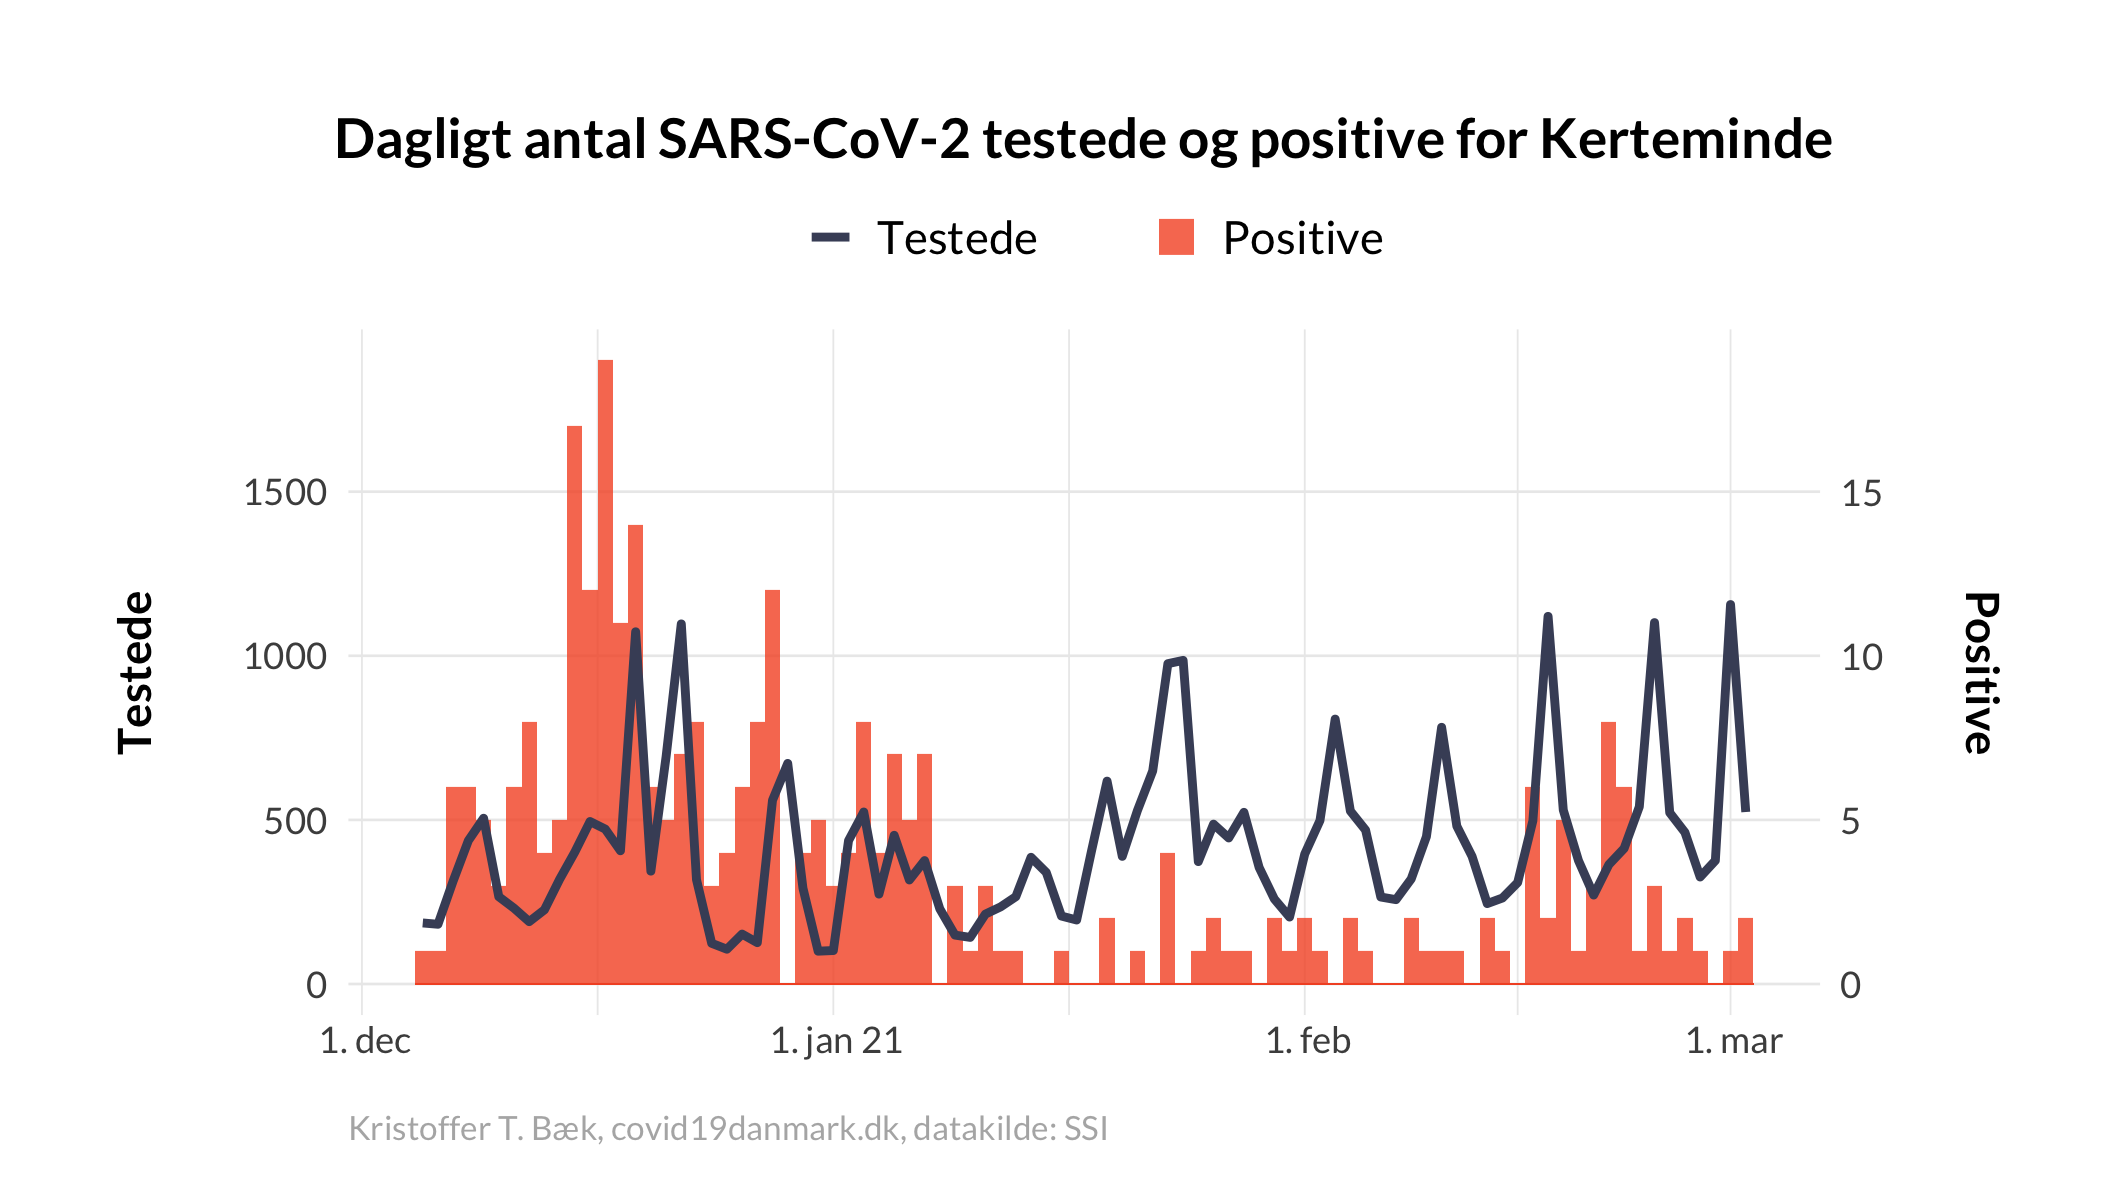 Dagligt antal SARS-CoV-2 testede og positive for Kerteminde
Testede Positive
1500 15
1000 10
500 5
0 0
Testede
Positive
1. dec 1. jan 21 1. feb 1. mar
Kristoffer T. Bæk, covid19danmark.dk, datakilde: SSI